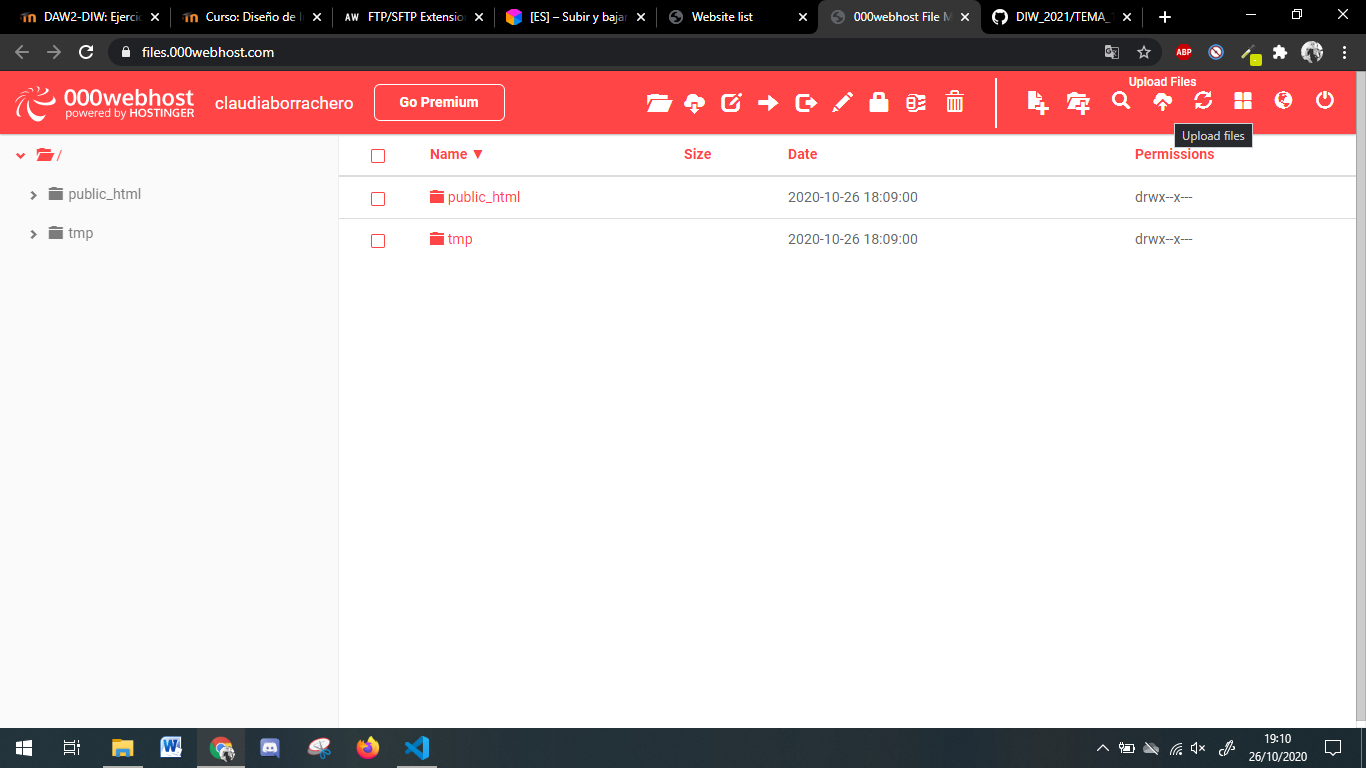 DAW2-DIW: Ejerci
Curso: Diseño de I
AW FTP/SFTP Extensio
[ES] – Subir y bajar
Website list
000webhost File M
DIW_2021/TEMA_
files.000webhost.com
ABP
000webhost
powered by HOSTINGER
claudiaborrachero
Go Premium
Upload Files
Upload files
/
public_html
tmp
Name ▼ Size Date Permissions
public_html 2020-10-26 18:09:00 drwx--x---
tmp 2020-10-26 18:09:00 drwx--x---
19:10
26/10/2020